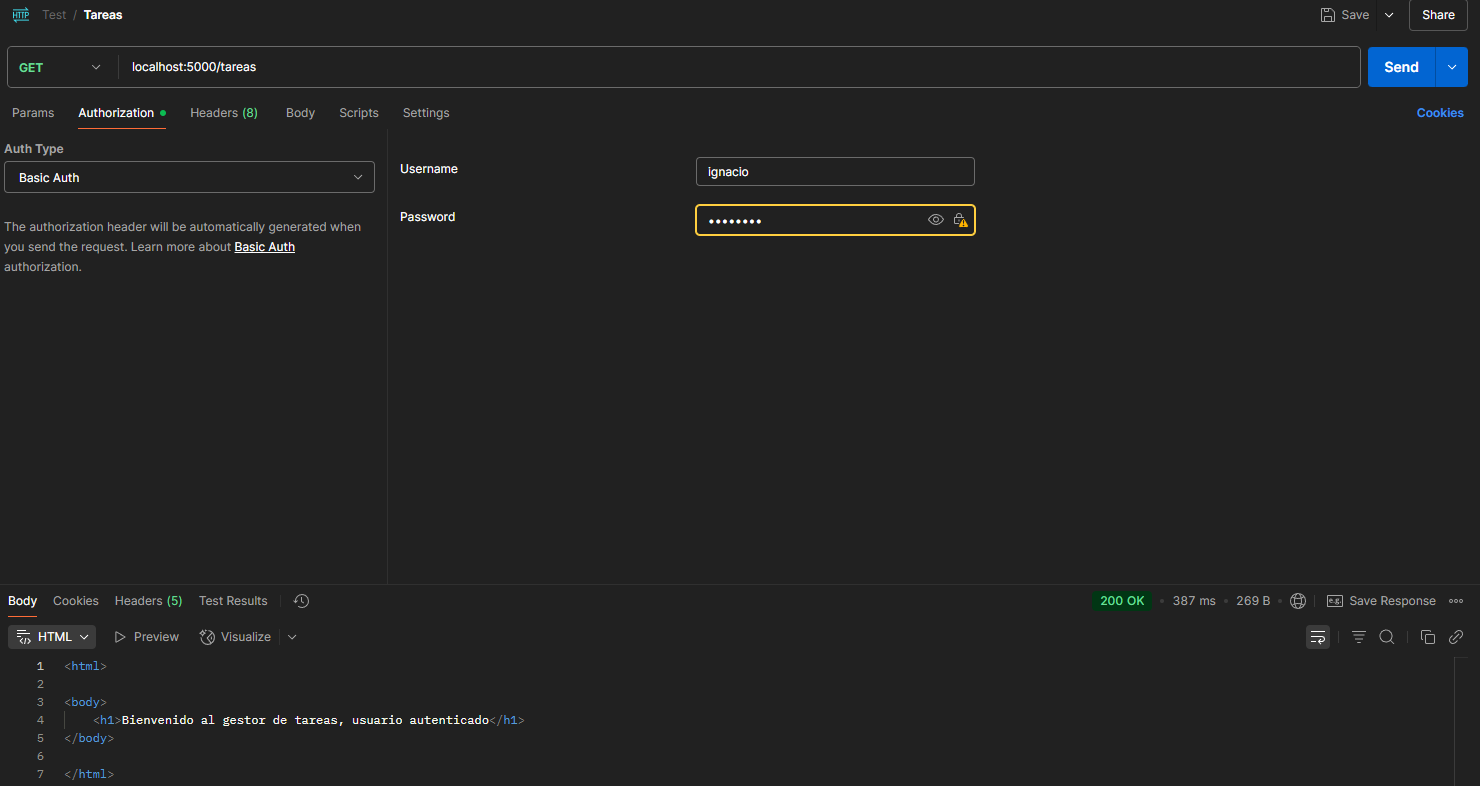 HTTP Test / Tareas Save Share
GET localhost:5000/tareas Send
Params Authorization Headers (8) Body Scripts Settings Cookies
Auth Type
Basic Auth
The authorization header will be automatically generated when
you send the request. Learn more about Basic Auth
authorization.
Username ignacio
Password ••••••••
Body Cookies Headers (5) Test Results 200 OK • 387 ms • 269 B • e.g. Save Response
HTML Preview Visualize
1 <html>
2
3 <body>
4 <h1>Bienvenido al gestor de tareas, usuario autenticado</h1>
5 </body>
6
7 </html>